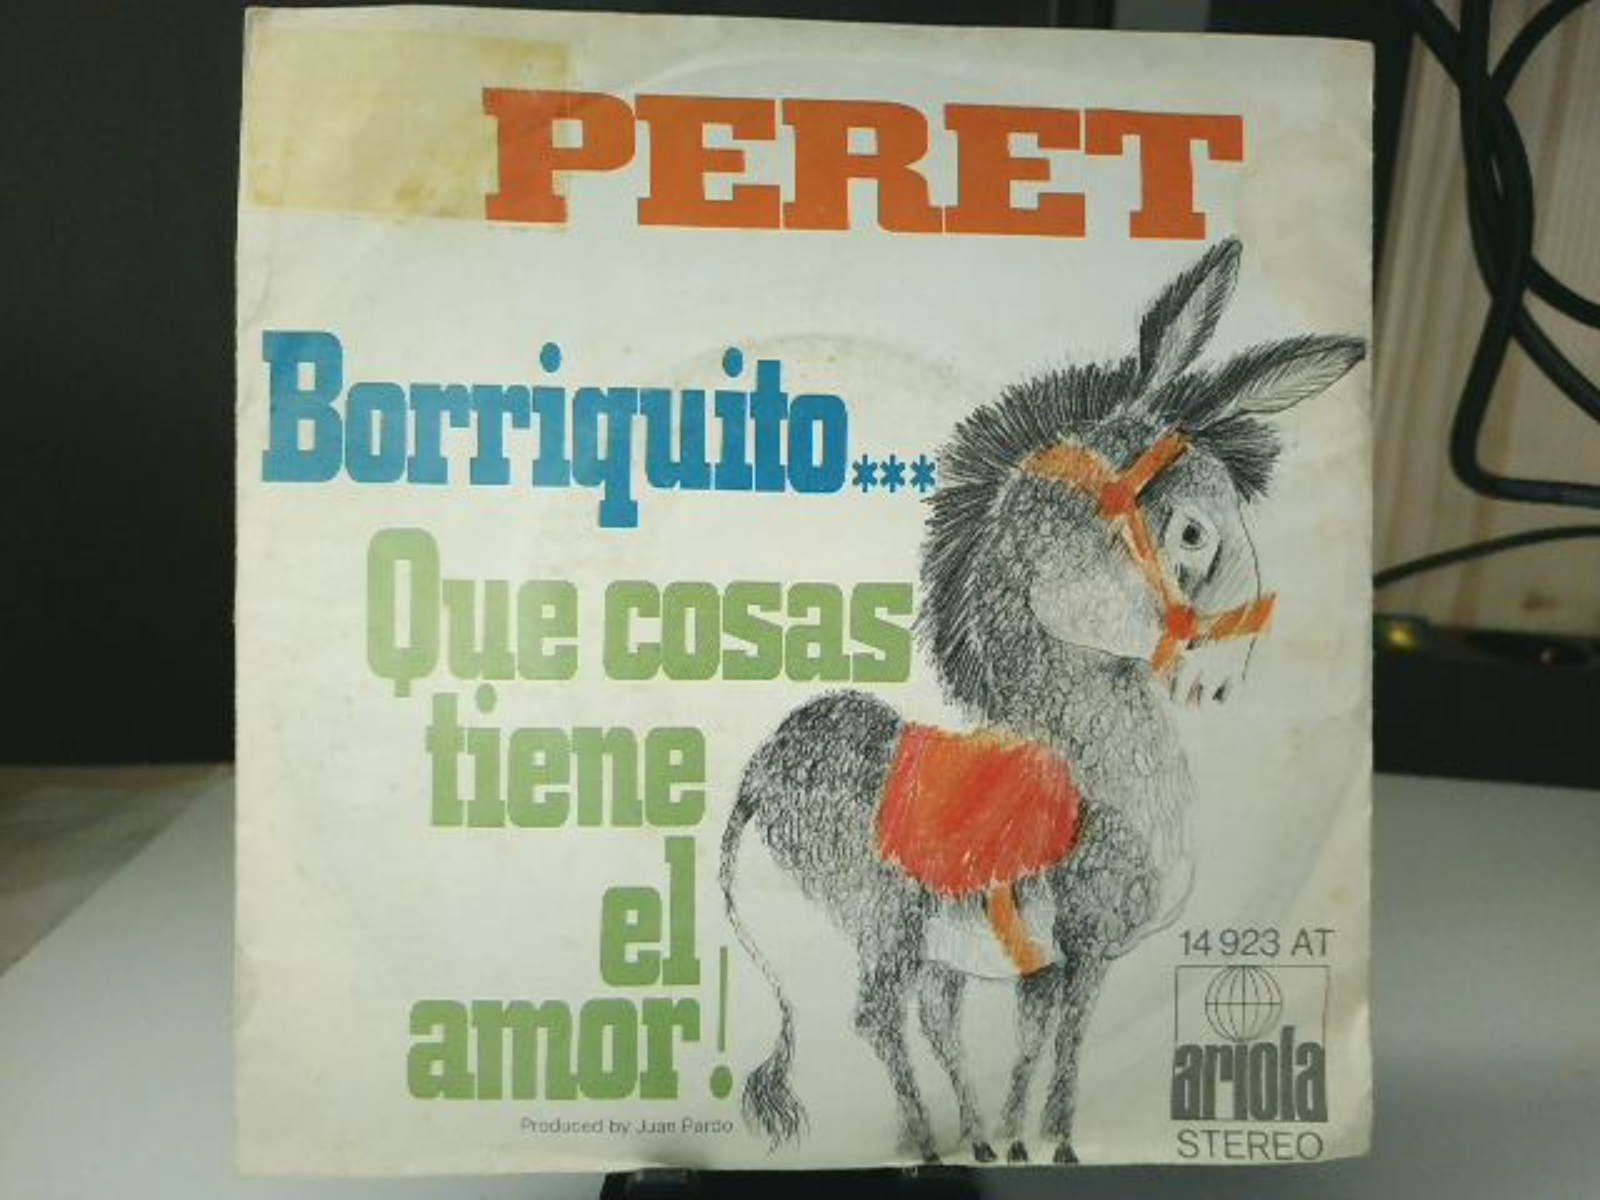 PERET
Borriquito***
Que cosas
tiene
el
amor!
Produced by Juan Pardo
14 923 AT
ariola
STEREO